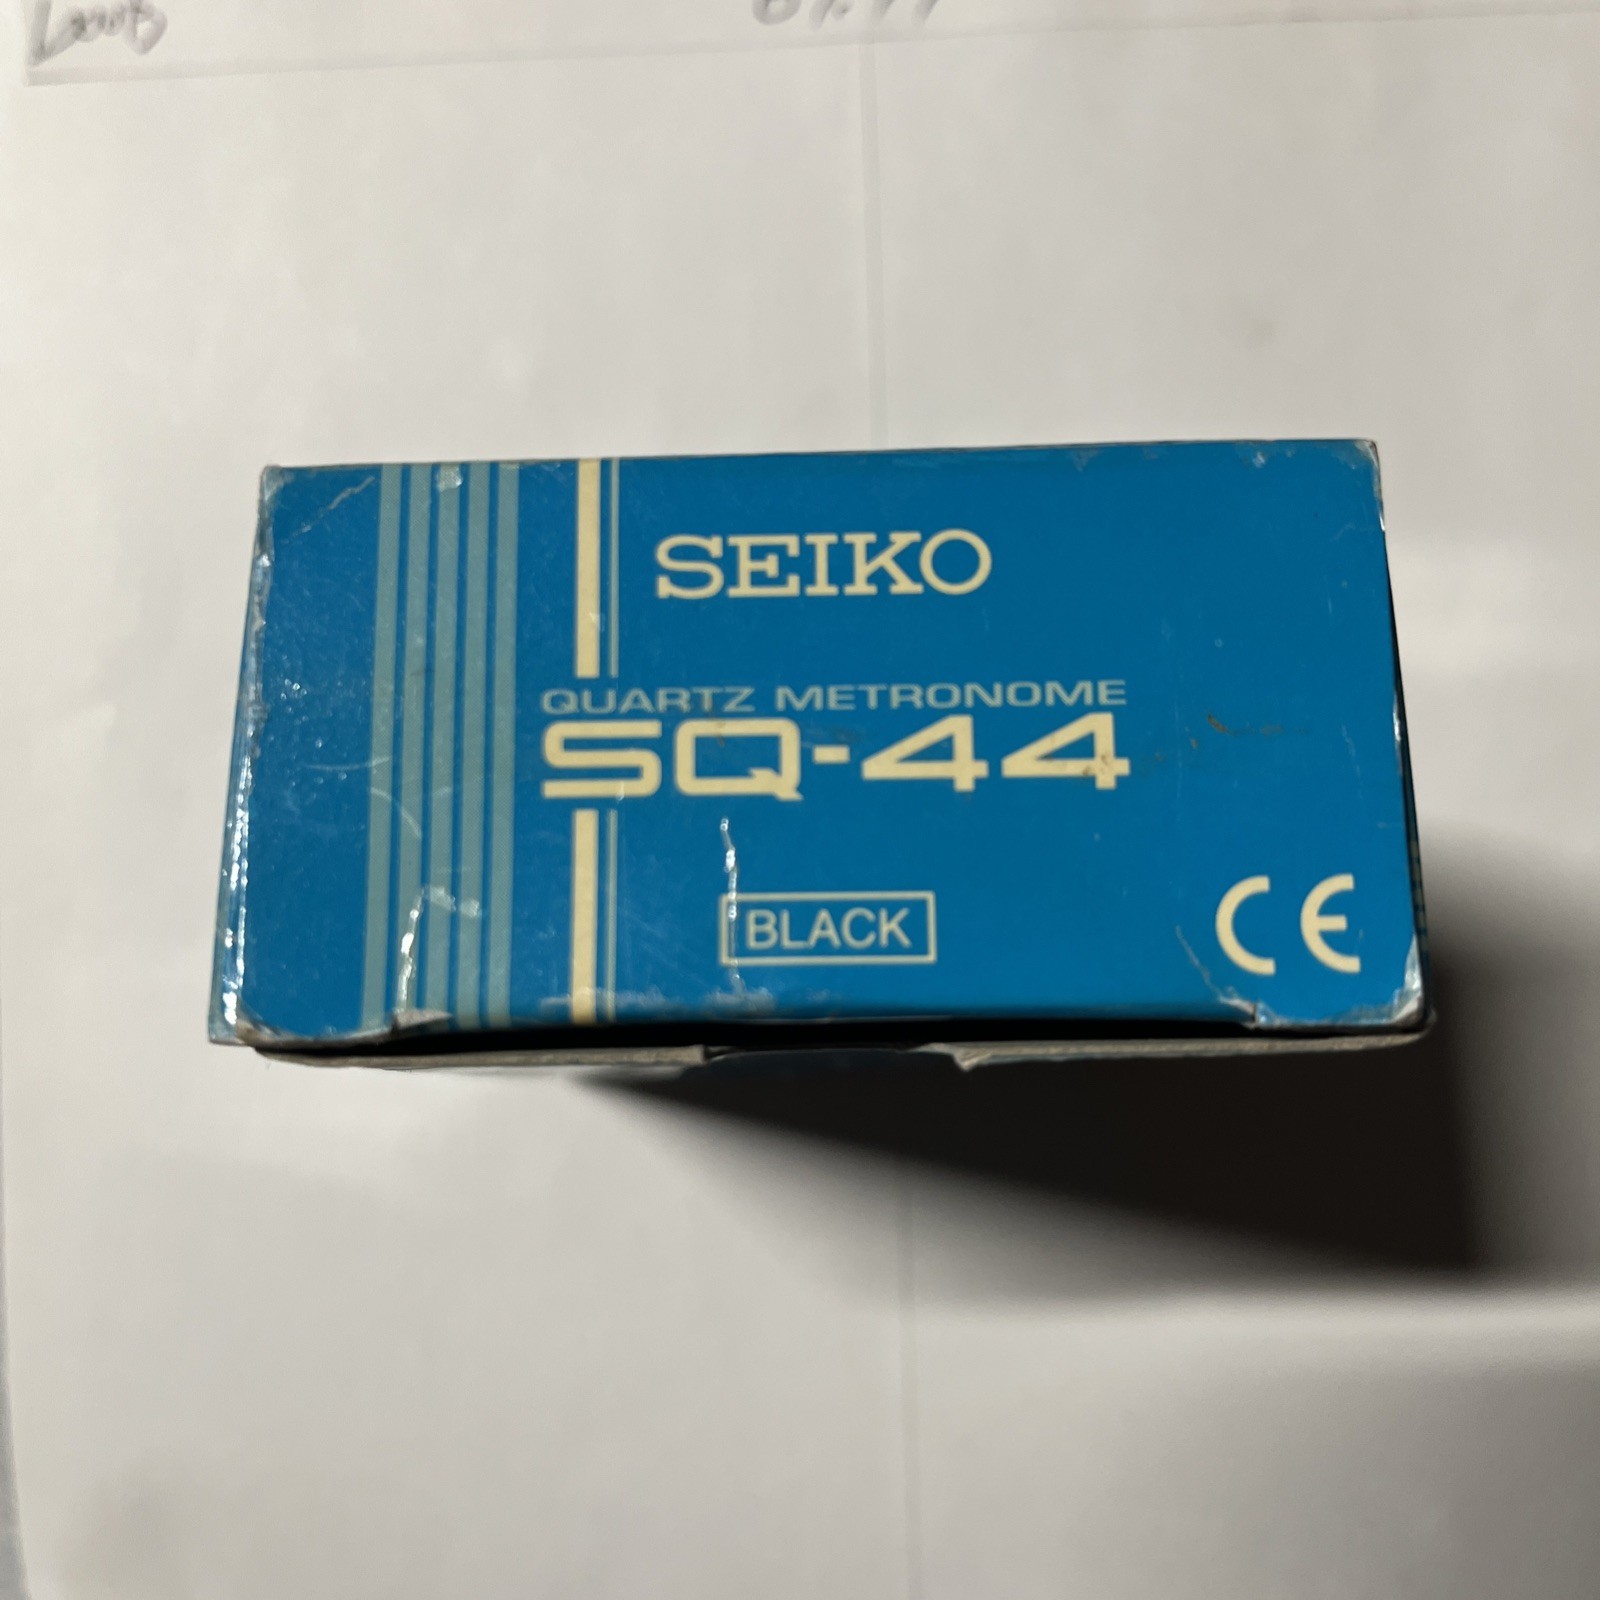 SEIKO
QUARTZ METRONOME
SQ-44
BLACK
CE